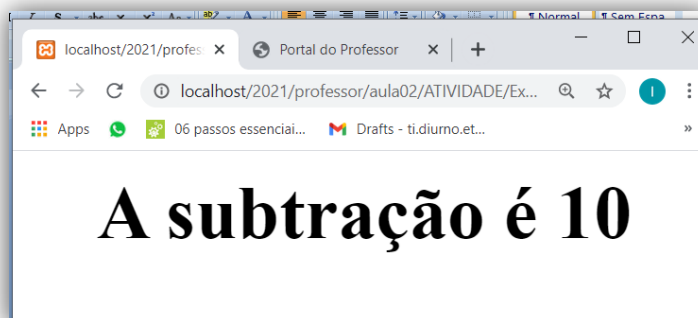 ¶ Normal ¶ Sem Espa...
localhost/2021/profes
Portal do Professor
localhost/2021/professor/aula02/ATIVIDADE/Ex...
I
Apps
06 passos essenciai...
Drafts - ti.diurno.et...
»
A subtração é 10